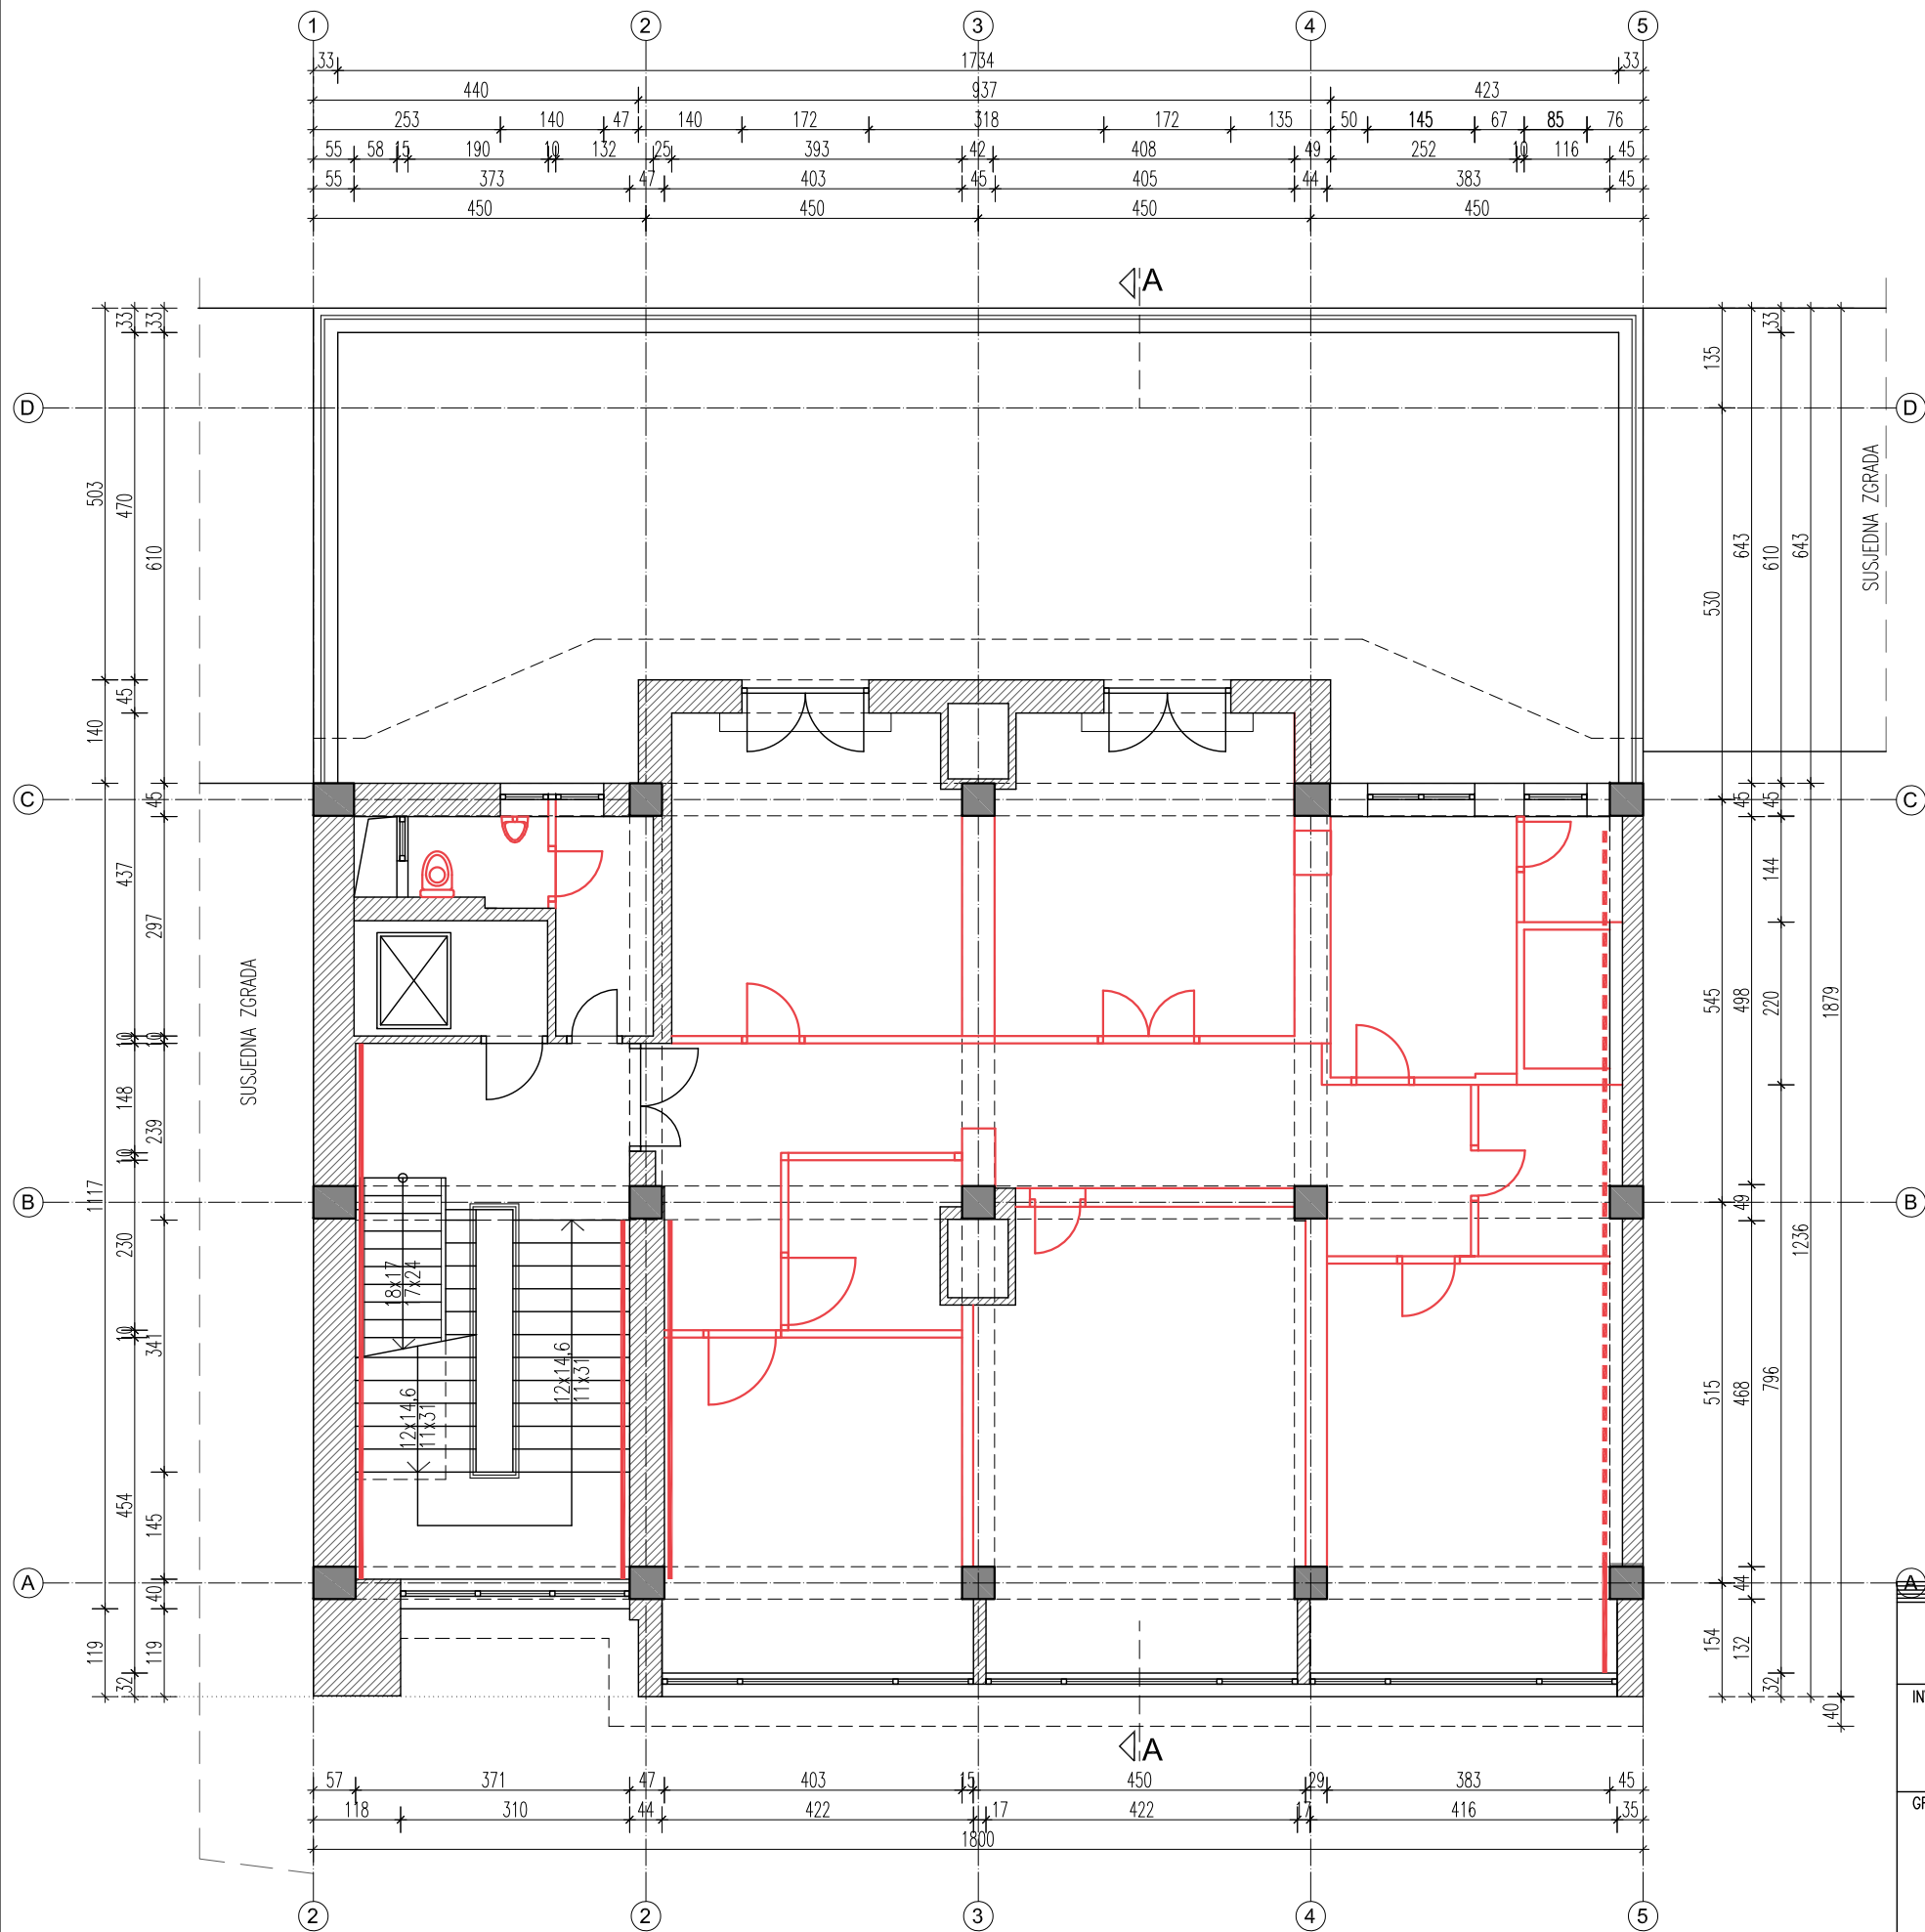 1 2 3 4 5
33 1734 33
440 937 423
253 140 47 140 172 318 172 135 50 145 67 85 76
55 58 15 190 10 132 25 393 42 408 49 252 10 116 45
55 373 47 403 45 405 44 383 45
450 450 450 450
A
D D
C C
B B
A A
503 140 1117 119
33 470 45 437 10 148 10 230 10 454 32
33 610 45 297 10 239 341 145 40 119
SUSJEDNA ZGRADA
18x17
17x24
12x14,6
11x31
12x14,6
11x31
135 530 545 515 154
643 45 498 49 468 44 132
33 610 45 144 220 796 32
643 1236
1879 40
SUSJEDNA ZGRADA
A
57 371 47 403 15 450 29 383 45
118 310 44 422 17 422 17 416 35
1800
2 2 3 4 5